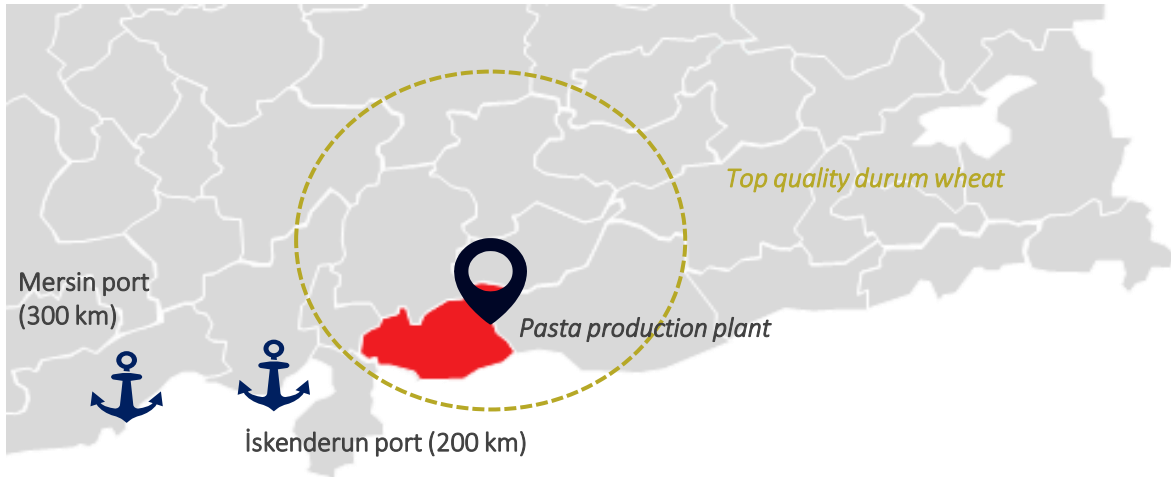 Top quality durum wheat
Mersin port
(300 km)
Pasta production plant
İskenderun port (200 km)